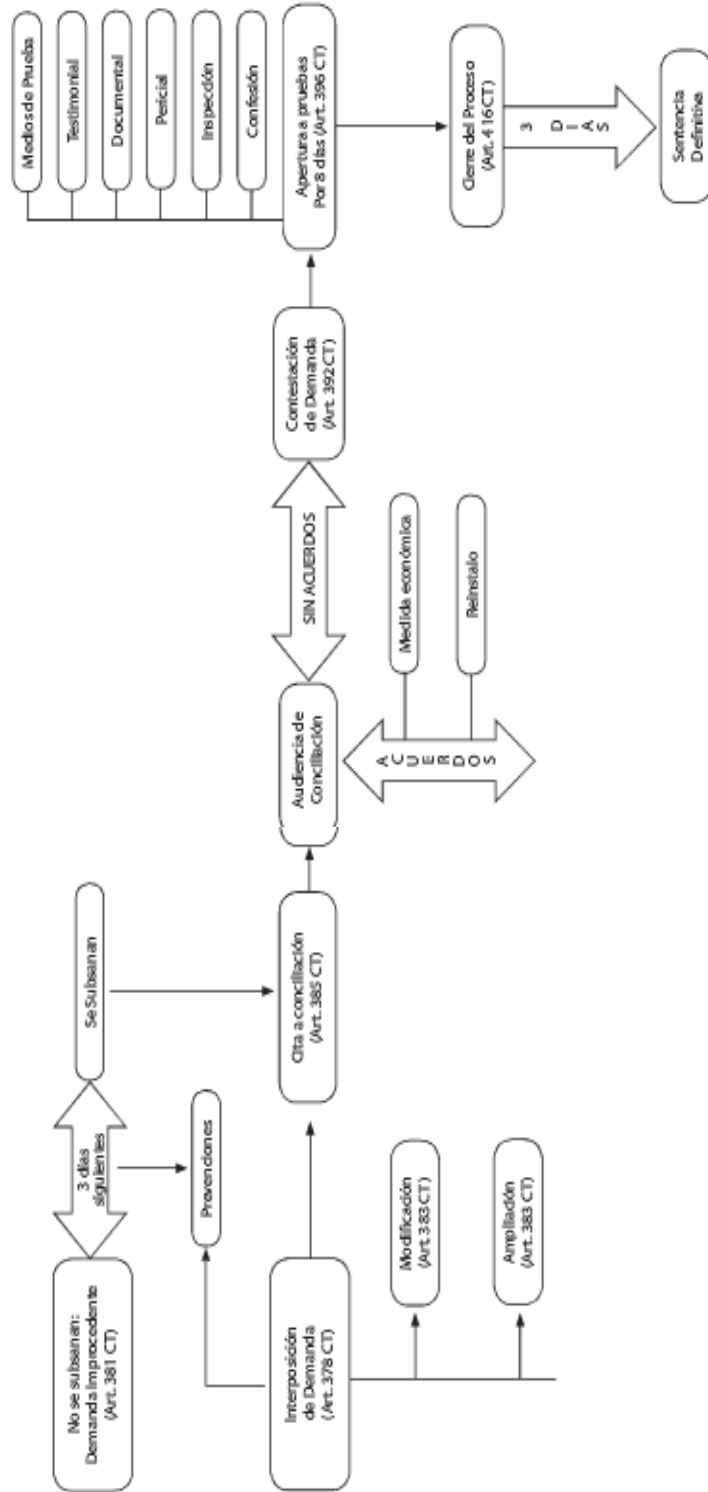 No se subsanan:
Demanda Improcedente
(Art. 381 CT)
3 días
siguientes
Se Subsanan
Prevenciones
Interposición
de Demanda
(Art. 378 CT)
Modificación
(Art. 383 CT)
Ampliación
(Art. 383 CT)
Cita a conciliación
(Art. 385 CT)
Audiencia de
Conciliación
SIN ACUERDOS
ACUERDOS
Medida económica
Reinstalo
Contestación
de Demanda
(Art. 392 CT)
Medios de Prueba
Testimonial
Documental
Pericial
Inspección
Confesión
Apertura a pruebas
Por 8 días (Art. 396 CT)
Cierre del Proceso
(Art. 416 CT)
3 DIAS
Sentencia
Definitiva